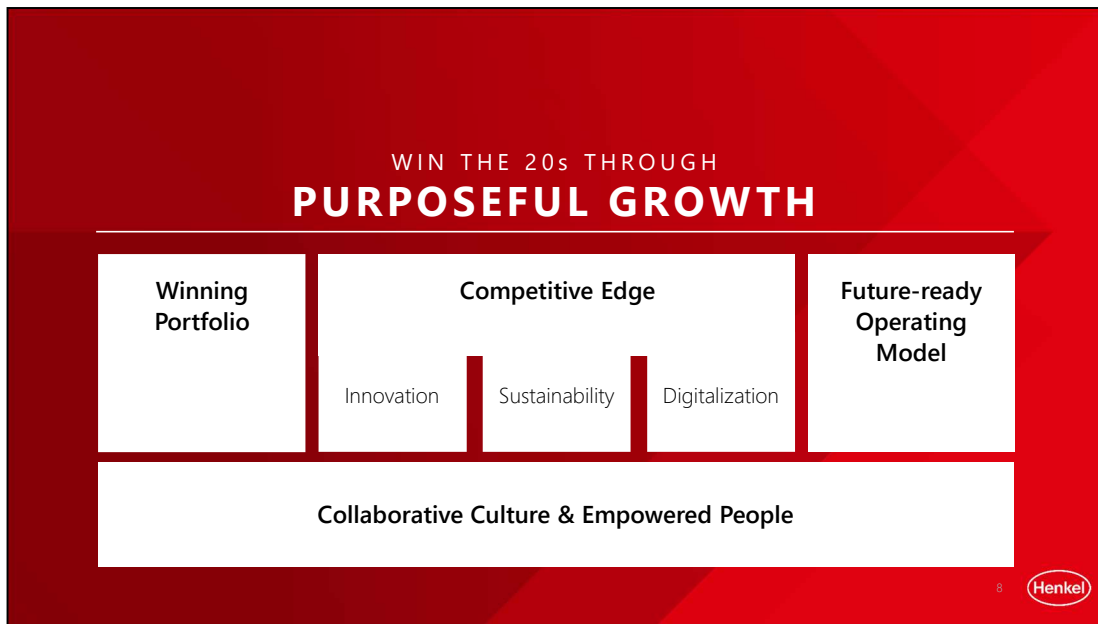 WIN THE 20s THROUGH
PURPOSEFUL GROWTH
Winning
Portfolio
Competitive Edge
Innovation
Sustainability
Digitalization
Future-ready
Operating
Model
Collaborative Culture & Empowered People
8
Henkel